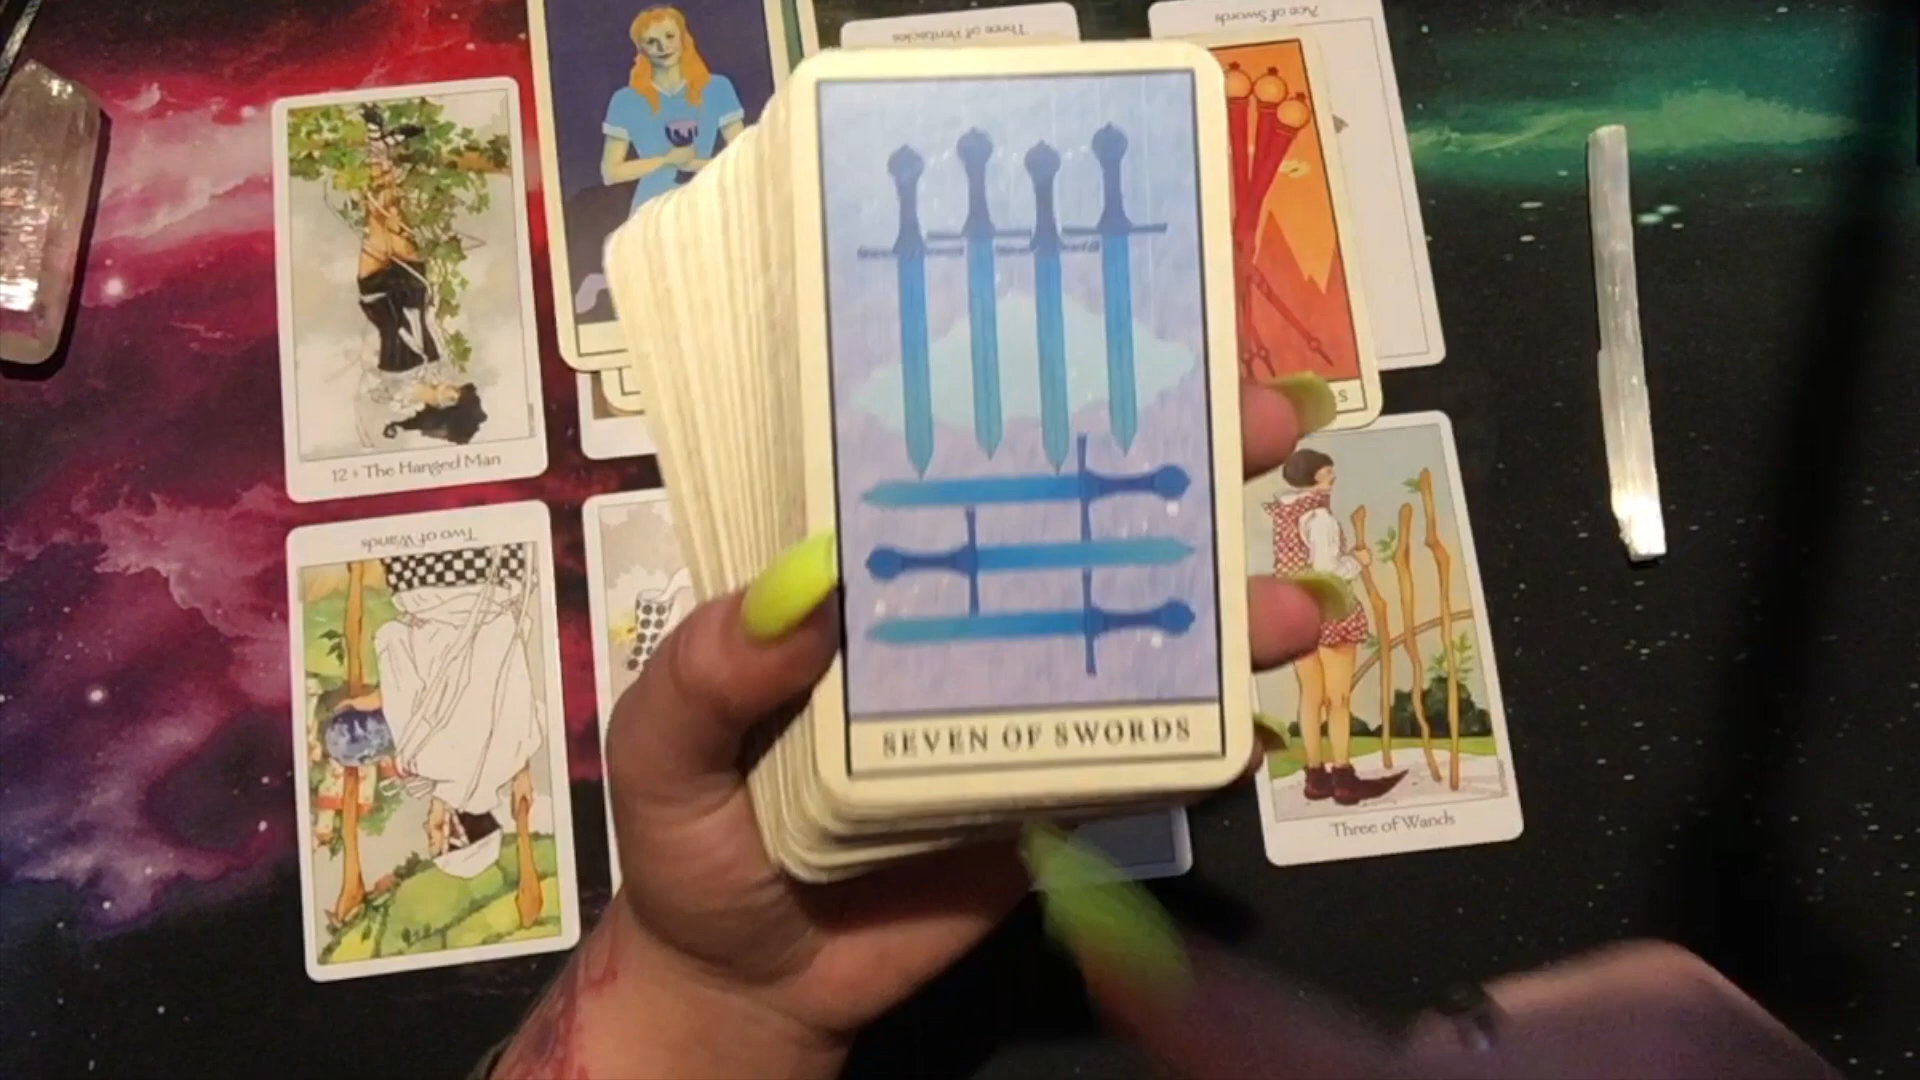 Three of Pentacles
Ace of Swords
12 + The Hanged Man
Two of Wands
SEVEN OF SWORDS
Three of Wands